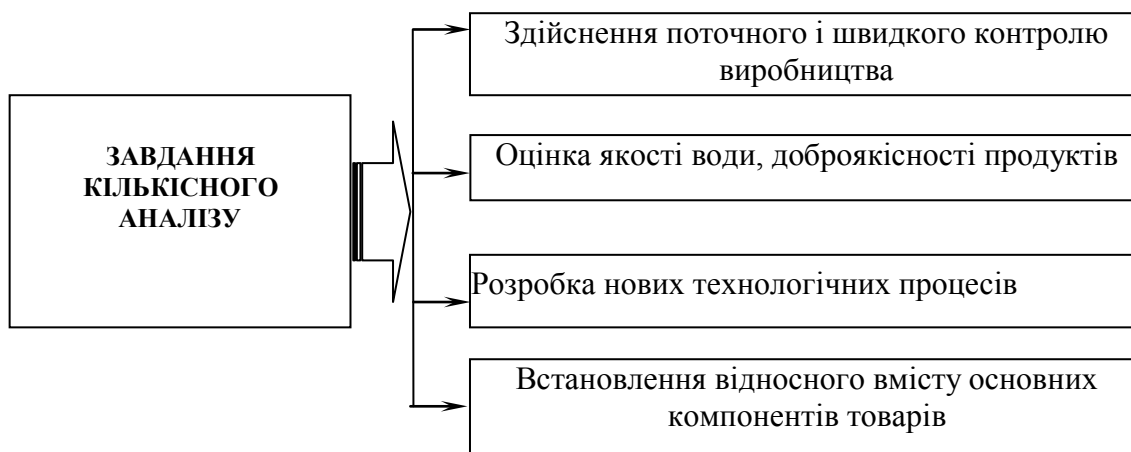 ЗАВДАННЯ
КІЛЬКІСНОГО
АНАЛІЗУ
Здійснення поточного і швидкого контролю
виробництва
Оцінка якості води, доброякісності продуктів
Розробка нових технологічних процесів
Встановлення відносного вмісту основних
компонентів товарів